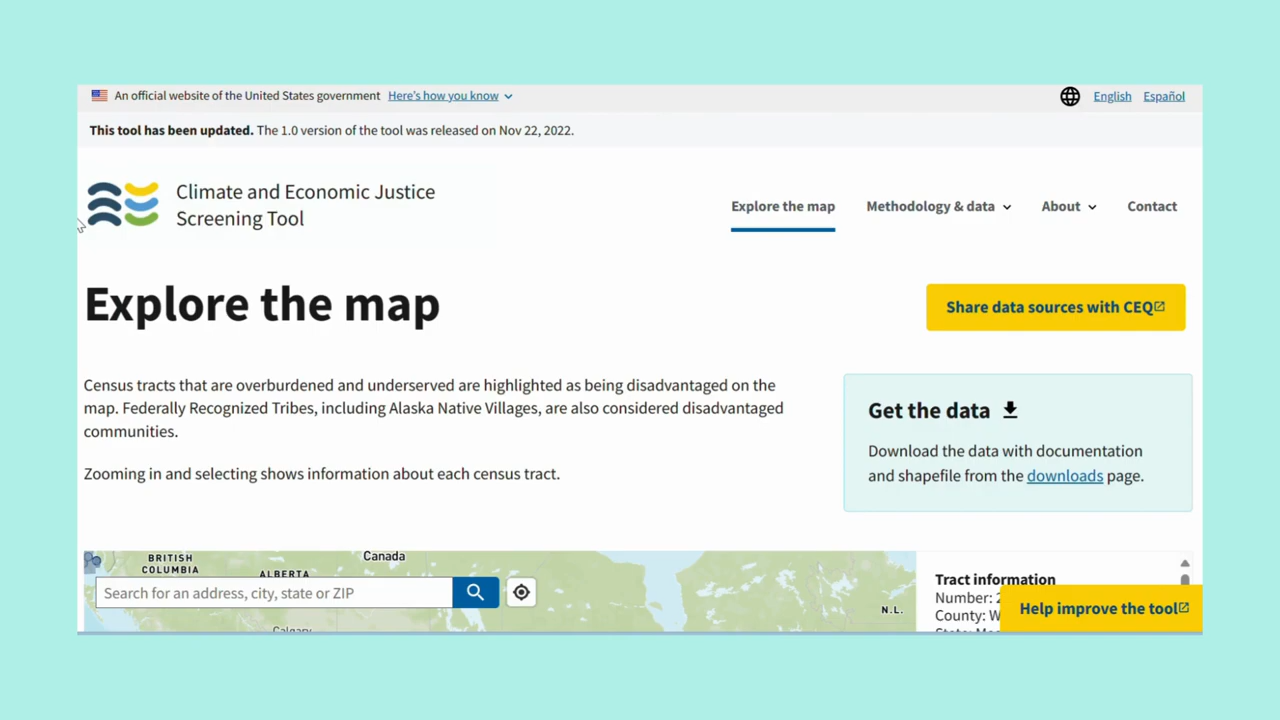 An official website of the United States government Here's how you know
English Español
This tool has been updated. The 1.0 version of the tool was released on Nov 22, 2022.
Climate and Economic Justice
Screening Tool
Explore the map
Methodology & data
About
Contact
Explore the map
Share data sources with CEQ
Census tracts that are overburdened and underserved are highlighted as being disadvantaged on the
map. Federally Recognized Tribes, including Alaska Native Villages, are also considered disadvantaged
communities.
Zooming in and selecting shows information about each census tract.
Get the data
Download the data with documentation
and shapefile from the downloads page.
BRITISH
COLUMBIA
ALBERTA
Canada
Search for an address, city, state or ZIP
Calgary
N.L.
Tract information
Number:
County:
Help improve the tool